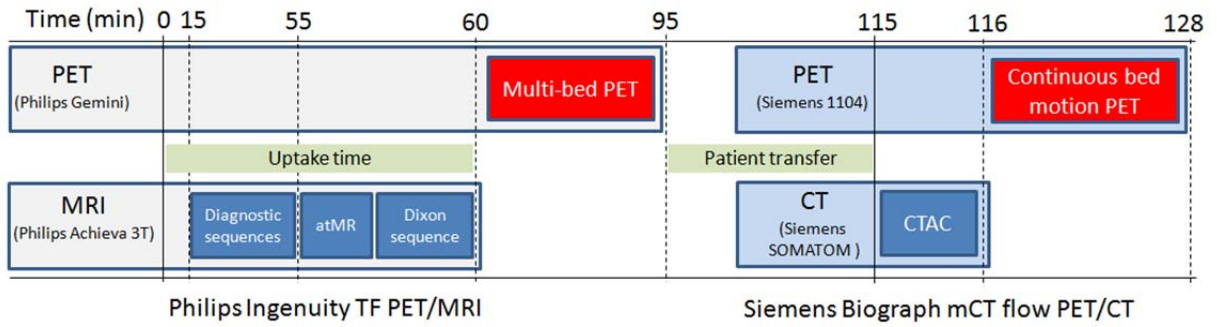 Time (min) 0 15 55 60 95 115 116 128
PET
(Philips Gemini)
Multi-bed PET
PET
(Siemens 1104)
Continuous bed
motion PET
Uptake time
Patient transfer
MRI
(Philips Achieva 3T)
Diagnostic
sequences
atMR
Dixon
sequence
CT
(Siemens
SOMATOM )
CTAC
Philips Ingenuity TF PET/MRI
Siemens Biograph mCT flow PET/CT